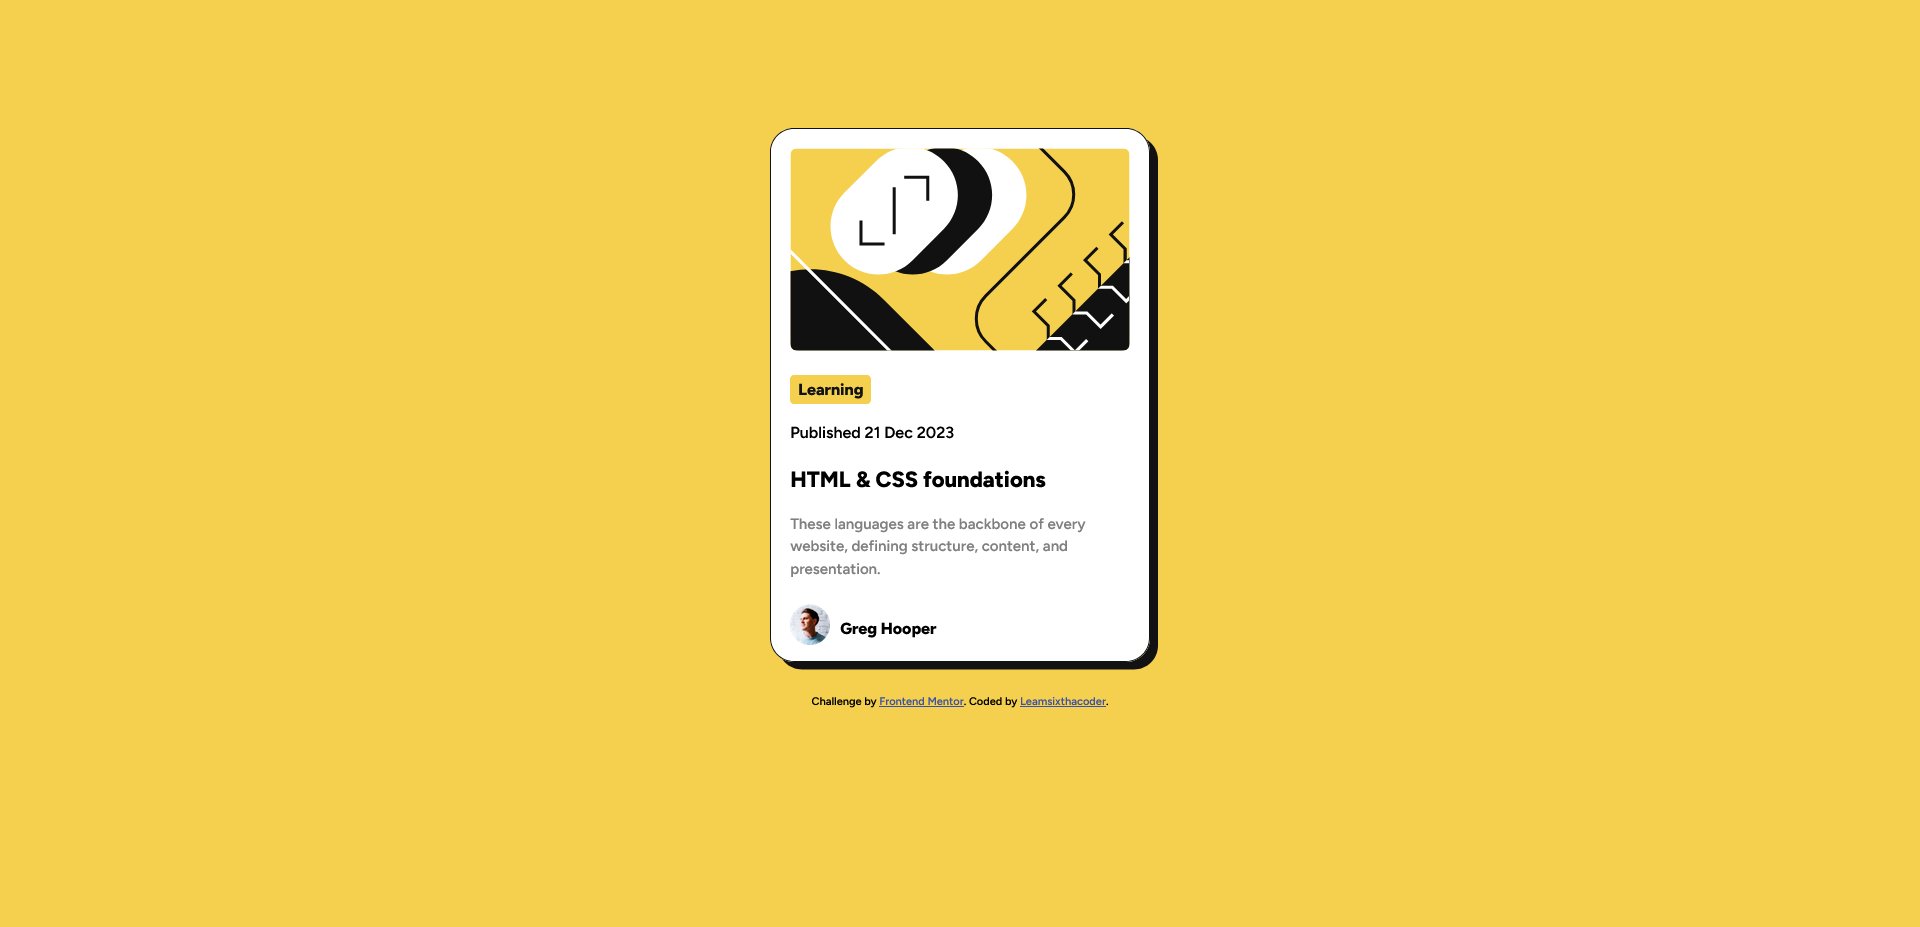 Learning
Published 21 Dec 2023
HTML & CSS foundations
These languages are the backbone of every
website, defining structure, content, and
presentation.
Greg Hooper
Challenge by Frontend Mentor. Coded by Leamsixthacoder.